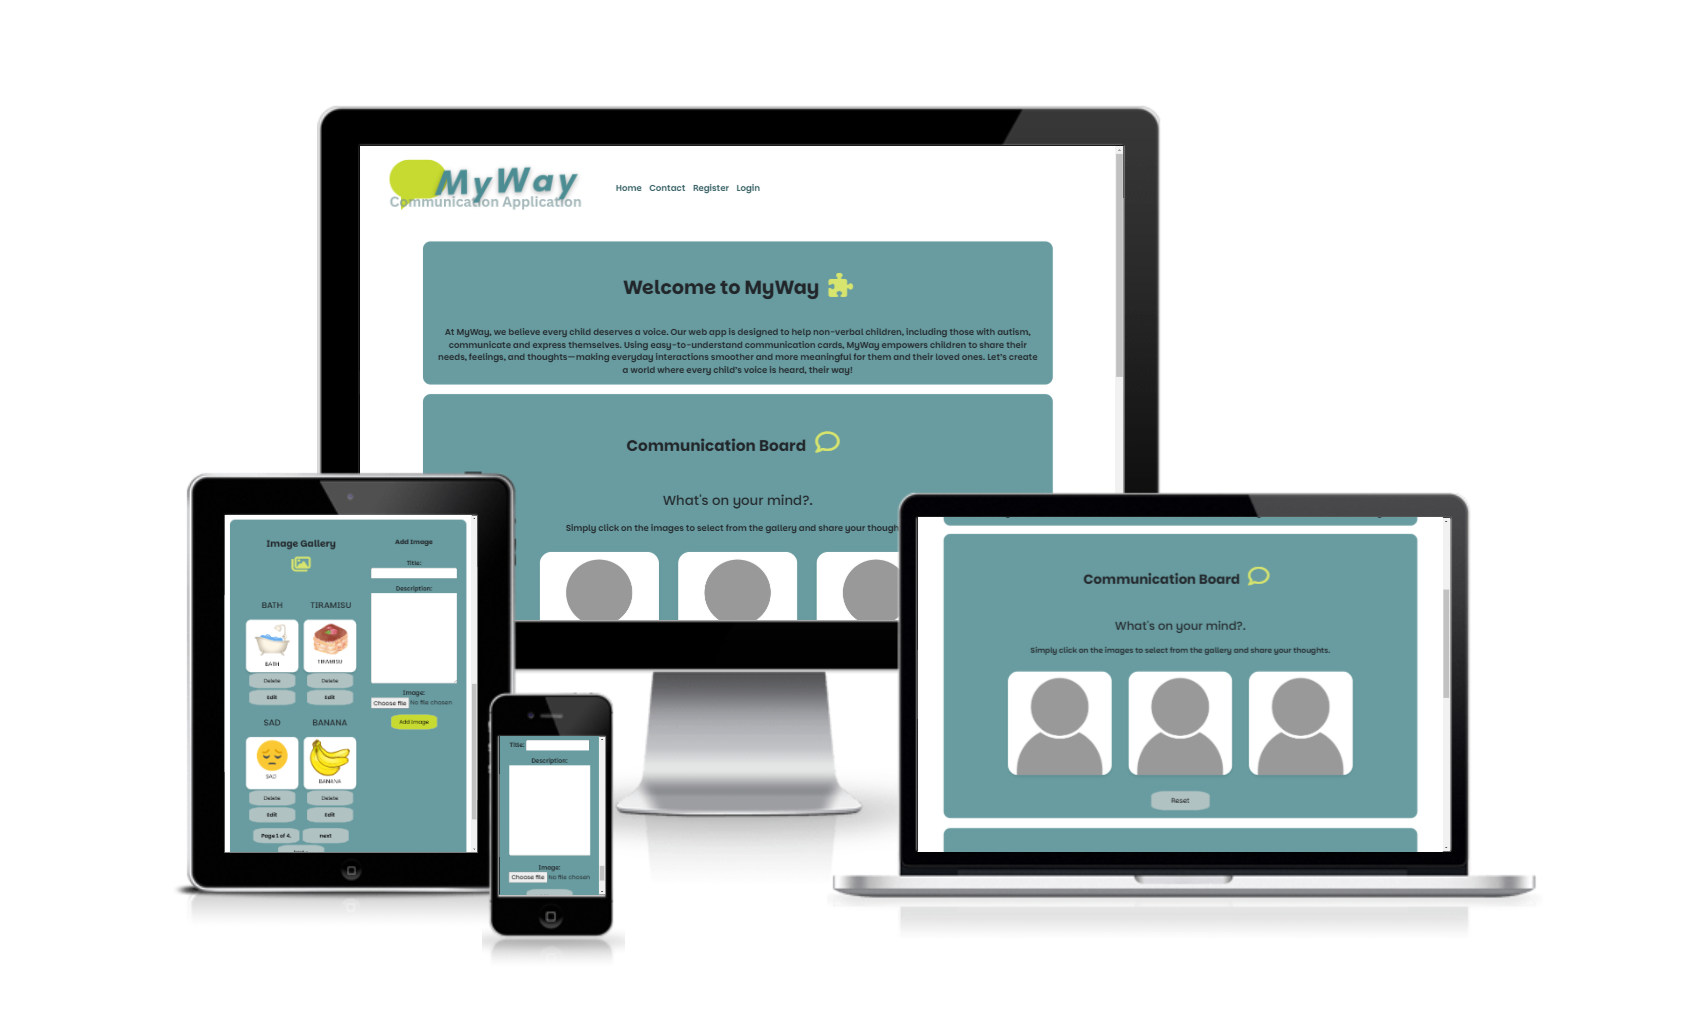 MyWay
Communication Application
Home Contact Register Login
Welcome to MyWay
At MyWay, we believe every child deserves a voice. Our web app is designed to help non-verbal children, including those with autism,
communicate and express themselves. Using easy-to-understand communication cards, MyWay empowers children to share their
needs, feelings, and thoughts—making everyday interactions smoother and more meaningful for them and their loved ones. Let's create
a world where every child's voice is heard, their way!
Communication Board
What's on your mind?.
Simply click on the images to select from the gallery and share your though
Image Gallery
BATH TIRAMISU
BATH
TIRAMISU
Delete Delete
Edit Edit
SAD BANANA
SAD
BANANA
Delete Delete
Edit Edit
Page 1 of 4. next
Add Image
Title:
Description:
Image:
Choose file No file chosen
Add Image
Title:
Description:
Image:
Choose file No file chosen
Communication Board
What's on your mind?.
Simply click on the images to select from the gallery and share your thoughts.
Reset